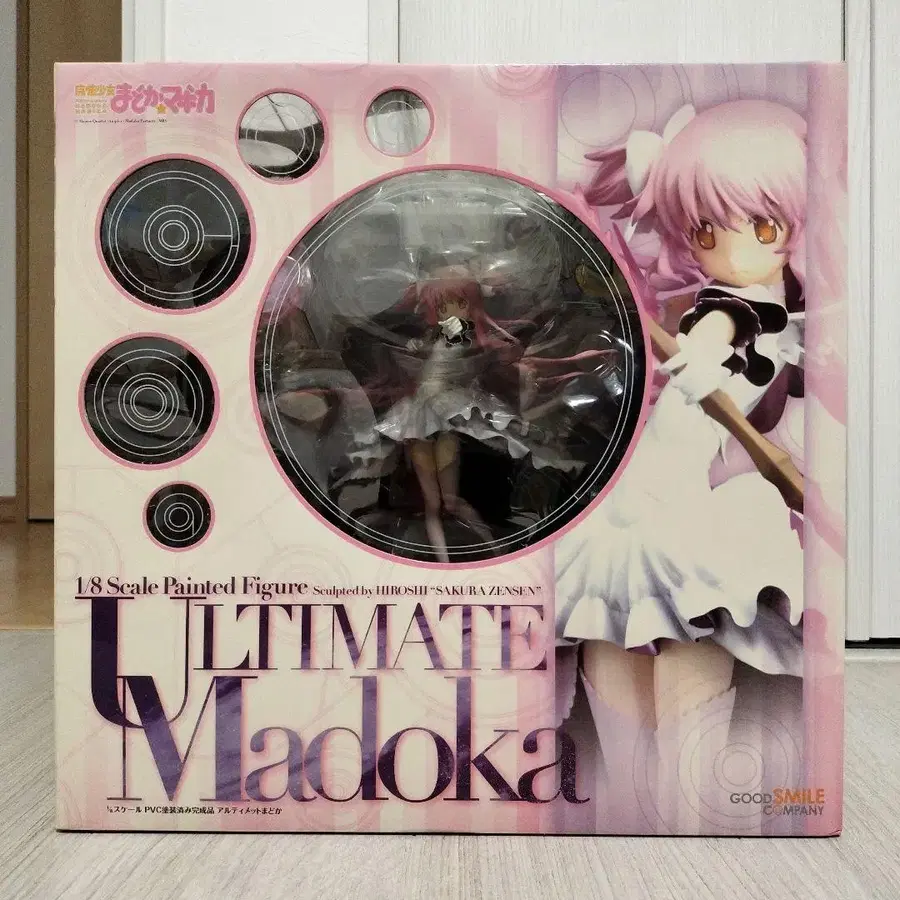 魔法少女
まどか☆マギカ
1/8 Scale Painted Figure Sculpted by HIROSHI "SAKURA ZENSEN"
ULTIMATE
Madoka
1/8スケール PVC塗装済み完成品 アルティメットまどか
GOOD SMILE
COMPANY